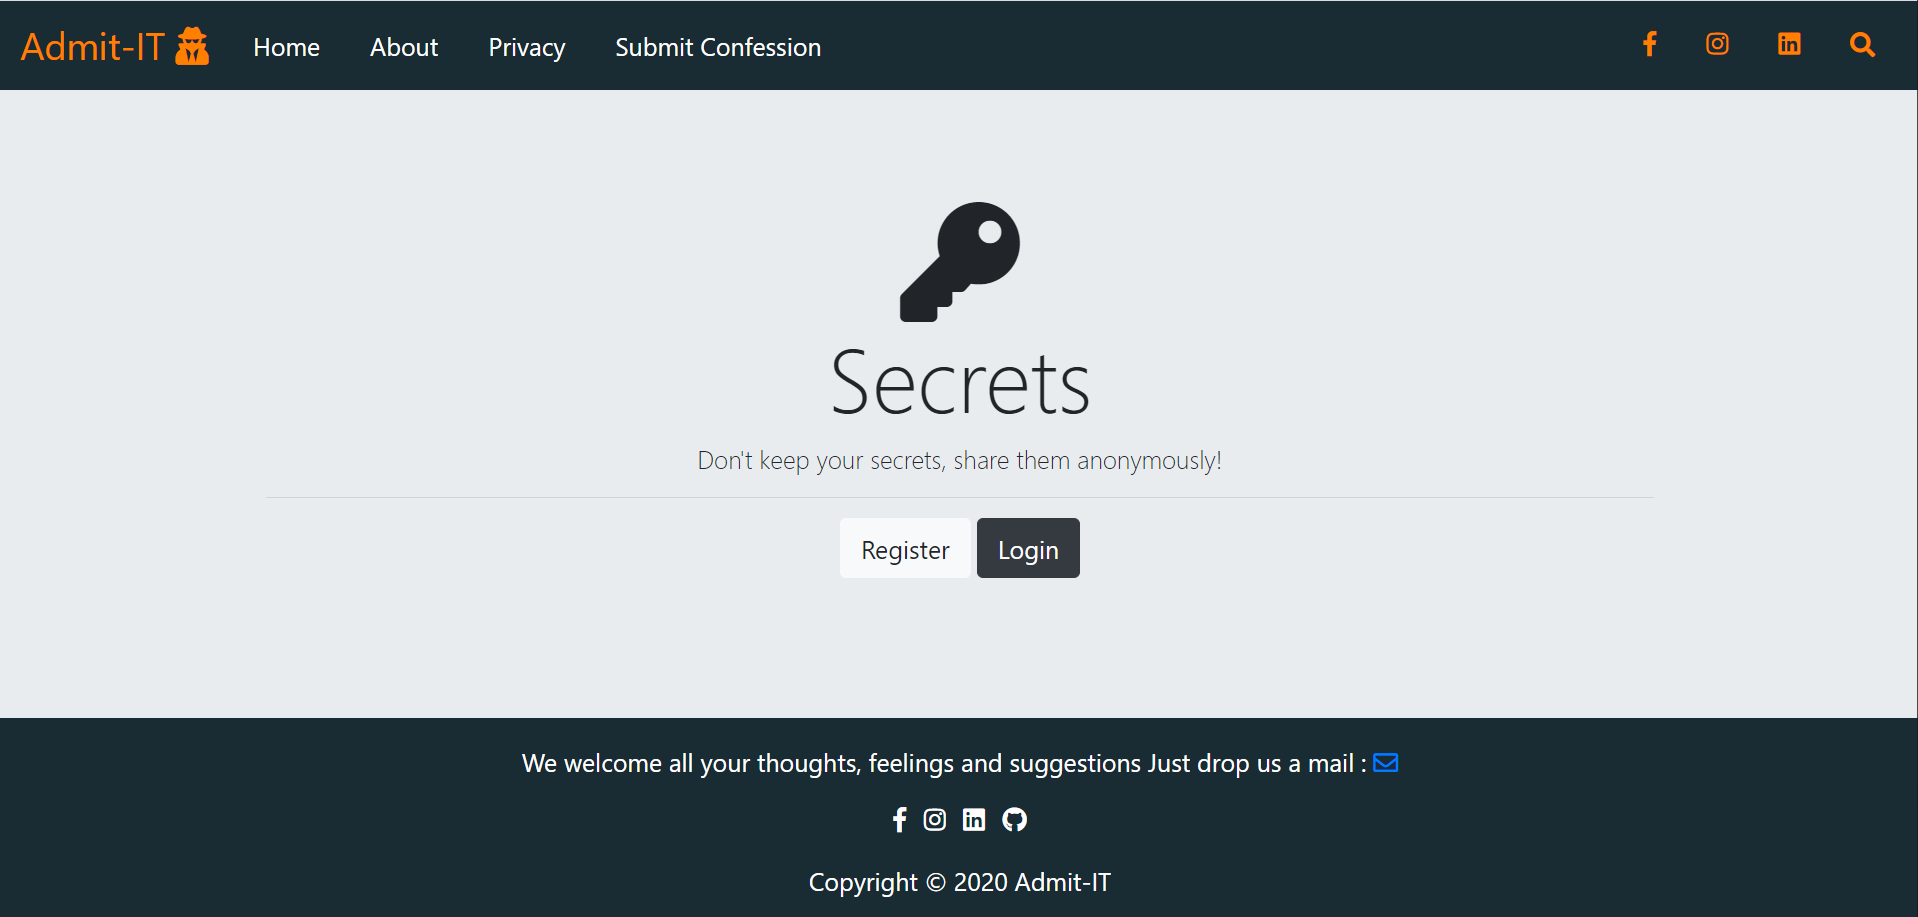 Admit-IT Home About Privacy Submit Confession
Secrets
Don't keep your secrets, share them anonymously!
Register Login
We welcome all your thoughts, feelings and suggestions Just drop us a mail :
Copyright © 2020 Admit-IT